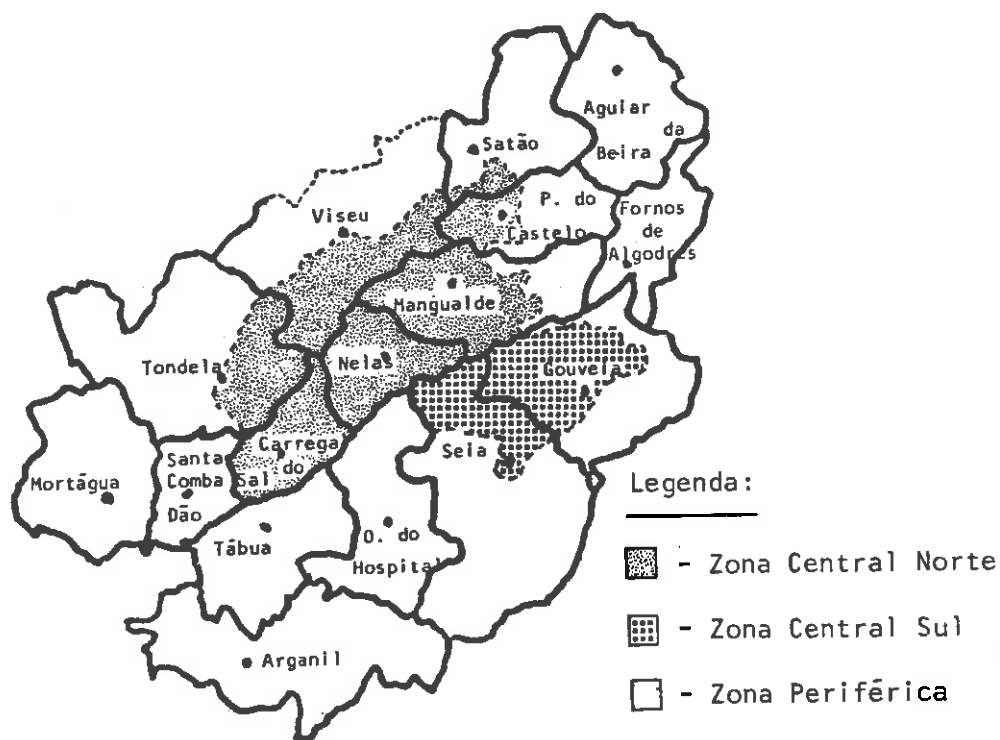 Aguiar
da
Beira
Satão
P. do
Castelo
Fornos
de
Algodres
Viseu
Mangualde
Tondela
Nelas
Gouveia
Carrega
do
Sal
Seia
Santa
Comba
Dão
Mortágua
Tábua
O. do
Hospital
Arganil
Legenda:
- Zona Central Norte
- Zona Central Sul
- Zona Periférica